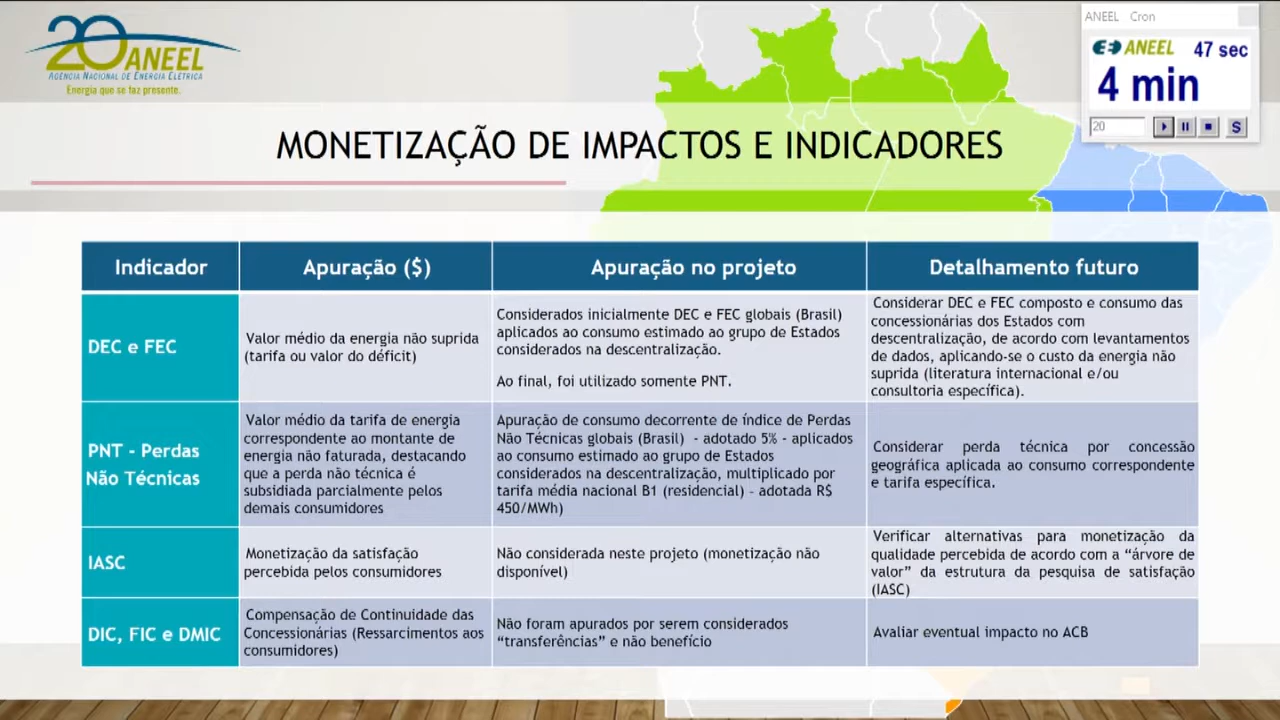 20 ANEEL
AGÊNCIA NACIONAL DE ENERGIA ELÉTRICA
Energia que se faz presente.
ANEEL Cron
ANEEL 47 sec
4 min
20
S
MONETIZAÇÃO DE IMPACTOS E INDICADORES
Indicador
Apuração ($)
Apuração no projeto
Detalhamento futuro
DEC e FEC
Valor médio da energia não suprida
(tarifa ou valor do déficit)
Considerados inicialmente DEC e FEC globais (Brasil)
aplicados ao consumo estimado ao grupo de Estados
considerados na descentralização.
Ao final, foi utilizado somente PNT.
Considerar DEC e FEC composto e consumo das
concessionárias dos Estados com
descentralização, de acordo com levantamentos
de dados, aplicando-se o custo da energia não
suprida (literatura internacional e/ou
consultoria específica).
PNT - Perdas
Não Técnicas
Valor médio da tarifa de energia
correspondente ao montante de
energia não faturada, destacando
que a perda não técnica é
subsidiada parcialmente pelos
demais consumidores
Apuração de consumo decorrente de índice de Perdas
Não Técnicas globais (Brasil) - adotado 5% - aplicados
ao consumo estimado ao grupo de Estados
considerados na descentralização, multiplicado por
tarifa média nacional B1 (residencial) – adotada R$
450/MWh)
Considerar perda técnica por concessão
geográfica aplicada ao consumo correspondente
e tarifa específica.
IASC
Monetização da satisfação
percebida pelos consumidores
Não considerada neste projeto (monetização não
disponível)
Verificar alternativas para monetização da
qualidade percebida de acordo com a “árvore de
valor” da estrutura da pesquisa de satisfação
(IASC)
DIC, FIC e DMIC
Compensação de Continuidade das
Concessionárias (Ressarcimentos aos
consumidores)
Não foram apurados por serem considerados
“transferências” e não benefício
Avaliar eventual impacto no ACB